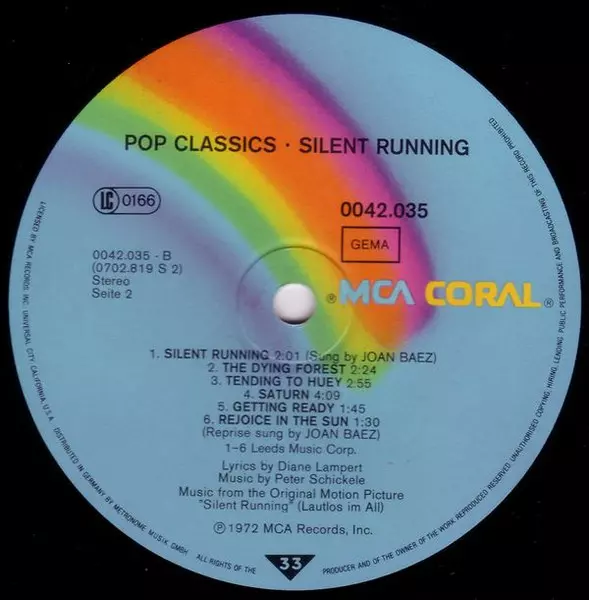 POP CLASSICS · SILENT RUNNING
LC 0166
0042.035
GEMA
0042.035 - B
(0702.819 S 2)
Stereo
Seite 2
® MCA CORAL ®
1. SILENT RUNNING 2:01 (Sung by JOAN BAEZ)
2. THE DYING FOREST 2:24
3. TENDING TO HUEY 2:55
4. SATURN 4:09
5. GETTING READY 1:45
6. REJOICE IN THE SUN 1:30
(Reprise sung by JOAN BAEZ)
1-6 Leeds Music Corp.
Lyrics by Diane Lampert
Music by Peter Schickele
Music from the Original Motion Picture
"Silent Running" (Lautlos im All)
℗ 1972 MCA Records, Inc.
33
LICENSED BY MCA RECORDS, INC. UNIVERSAL CITY, CALIFORNIA, U.S.A.
DISTRIBUTED IN GERMANY BY METRONOME MUSIK GMBH
ALL RIGHTS OF THE PRODUCER AND OF THE OWNER OF THE WORK REPRODUCED RESERVED. UNAUTHORISED COPYING, HIRING, LENDING, PUBLIC PERFORMANCE AND BROADCASTING OF THIS RECORD PROHIBITED